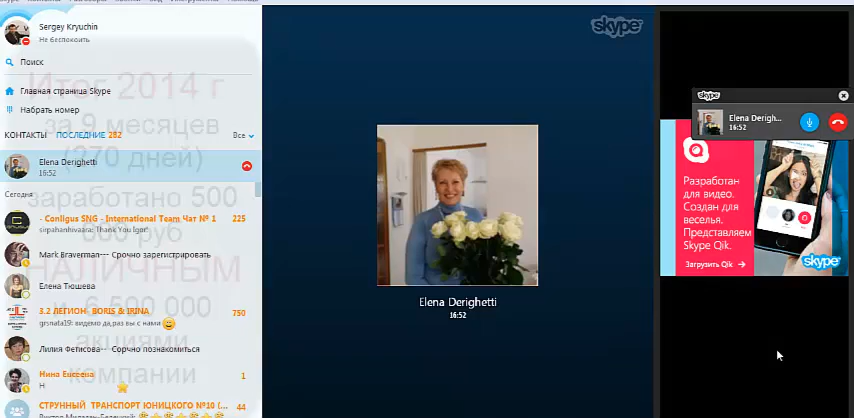 Sergey Kryuchin
Не беспокоить
Поиск
Главная страница Skype
Набрать номер
КОНТАКТЫ ПОСЛЕДНИЕ 282
Все
Elena Derighetti
16:52
Сегодня
- Conligus SNG - International Team Чат № 1
225
sirpahanhivaara: Thank You Igor'
Mark Braverman--- Срочно зарегистрировать
Елена Тюшева
3.2 ЛЕГИОН BORIS & IRINA
750
grsnata19: видемо да,раз вы с нами
Лилия Фетисова-- Сорчно познакомиться
Нина Евсеева
1
Н
СТРУННЫЙ ТРАНСПОРТ ЮНИЦКОГО №10 (...
44
Итог 2014 г
за 9 месяцев
(270 дней)
заработано 500
000 руб
НАЛИЧНЫМ
и 6 500 000
акциями
компании
skype
Elena Derighetti
16:52
skype
Elena Derigh...
16:52
Разработан
для видео.
Создан для
веселья.
Представляем
Skype Qik.
Загрузить Qik →
skype